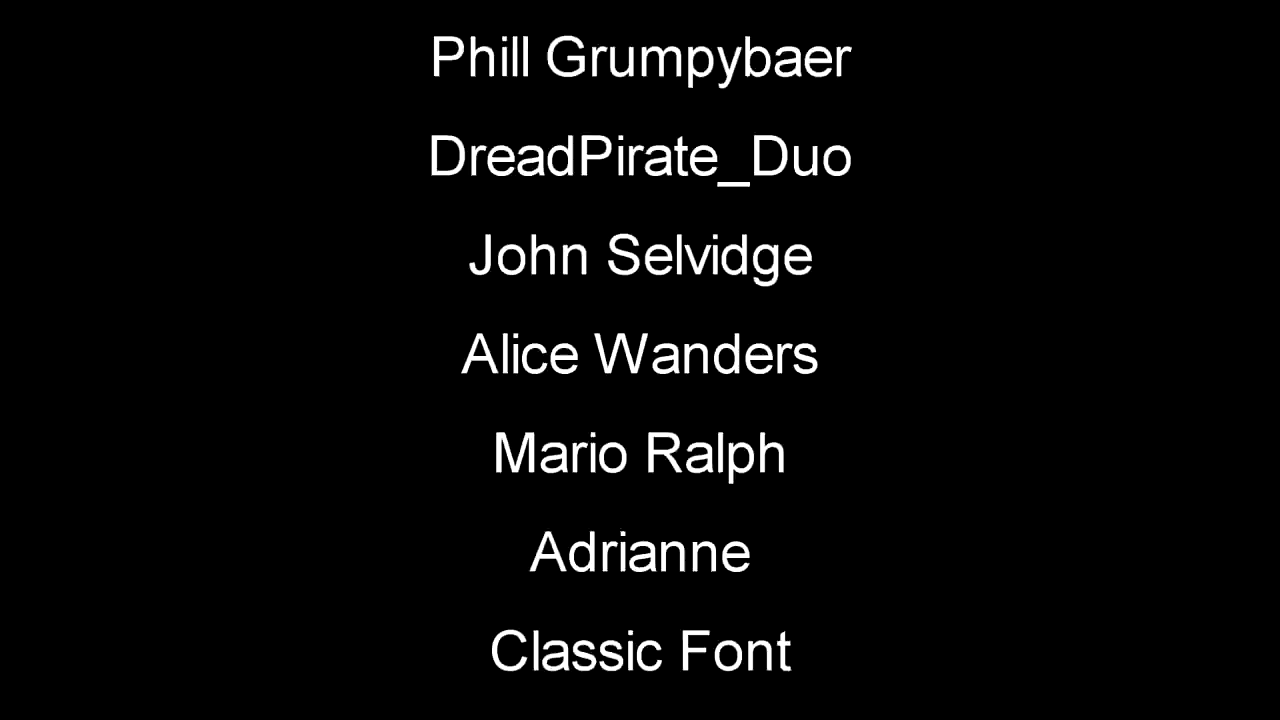 Phill Grumpybaer
DreadPirate_Duo
John Selvidge
Alice Wanders
Mario Ralph
Adrianne
Classic Font